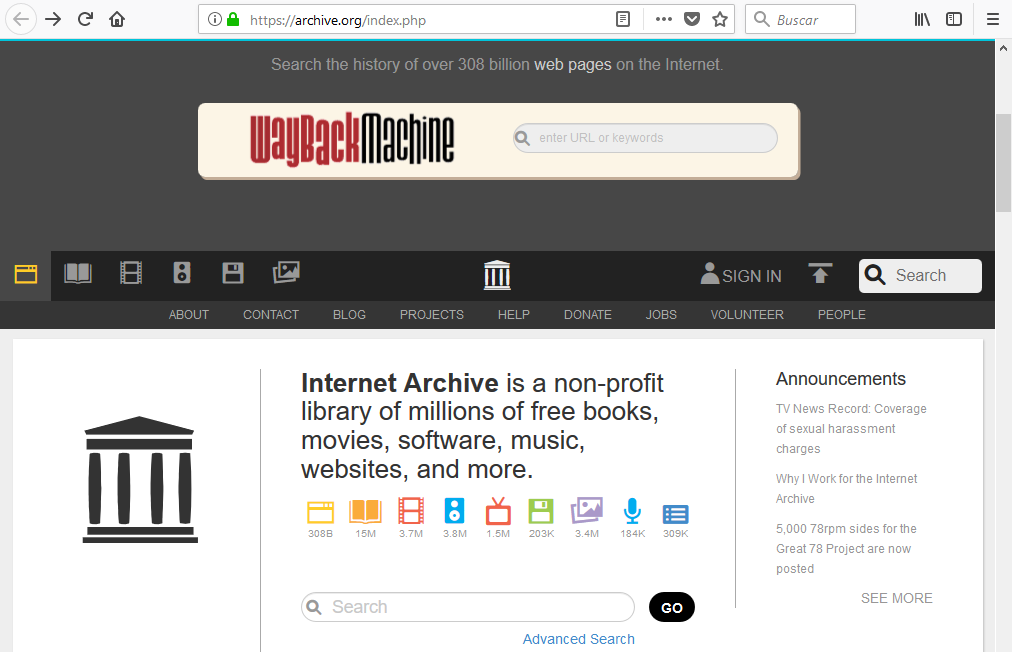 https://archive.org/index.php
Buscar
Search the history of over 308 billion web pages on the Internet.
WayBackMachine
enter URL or keywords
SIGN IN
Search
ABOUT CONTACT BLOG PROJECTS HELP DONATE JOBS VOLUNTEER PEOPLE
Internet Archive is a non-profit
library of millions of free books,
movies, software, music,
websites, and more.
308B 15M 3.7M 3.8M 1.5M 203K 3.4M 184K 309K
Search
GO
Advanced Search
Announcements
TV News Record: Coverage
of sexual harassment
charges
Why I Work for the Internet
Archive
5,000 78rpm sides for the
Great 78 Project are now
posted
SEE MORE